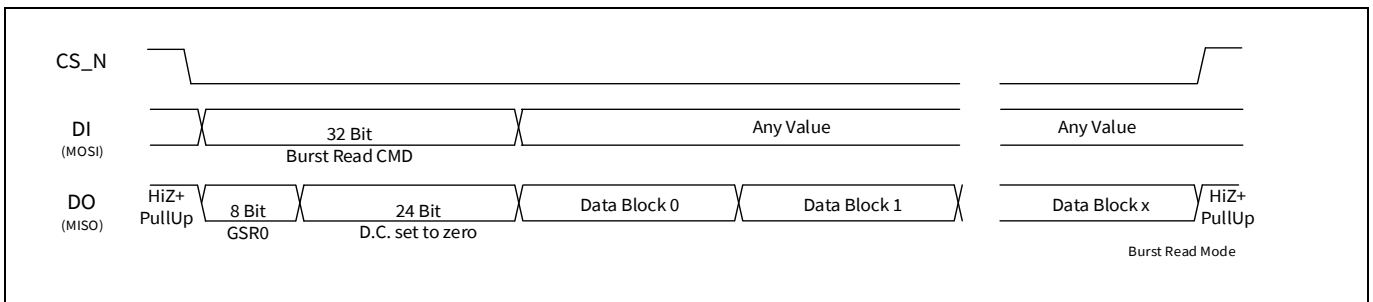 CS_N
DI
(MOSI)
32 Bit
Burst Read CMD
Any Value
Any Value
DO
(MISO)
HiZ+
PullUp
8 Bit
GSR0
24 Bit
D.C. set to zero
Data Block 0
Data Block 1
Data Block x
HiZ+
PullUp
Burst Read Mode